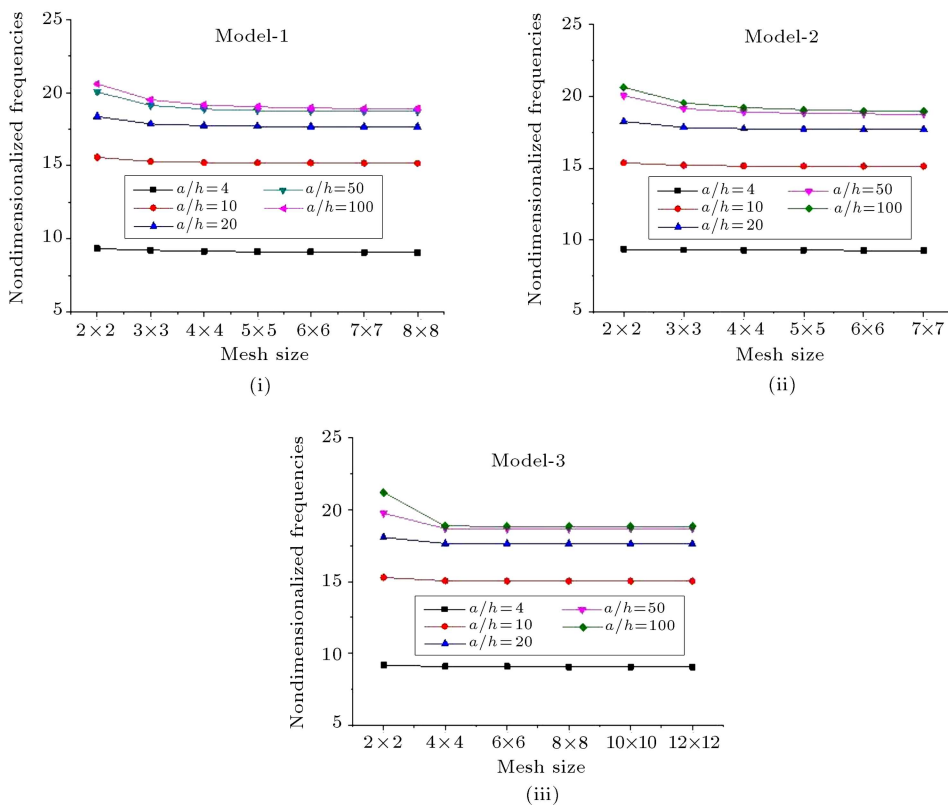 Model-1
Nondimensionalized frequencies
25
20
15
10
5
a/h=4
a/h=10
a/h=20
a/h=50
a/h=100
2×2 3×3 4×4 5×5 6×6 7×7 8×8
Mesh size
(i)
Model-2
Nondimensionalized frequencies
25
20
15
10
5
a/h=4
a/h=10
a/h=20
a/h=50
a/h=100
2×2 3×3 4×4 5×5 6×6 7×7
Mesh size
(ii)
Model-3
Nondimensionalized frequencies
25
20
15
10
5
a/h=4
a/h=10
a/h=20
a/h=50
a/h=100
2×2 4×4 6×6 8×8 10×10 12×12
Mesh size
(iii)